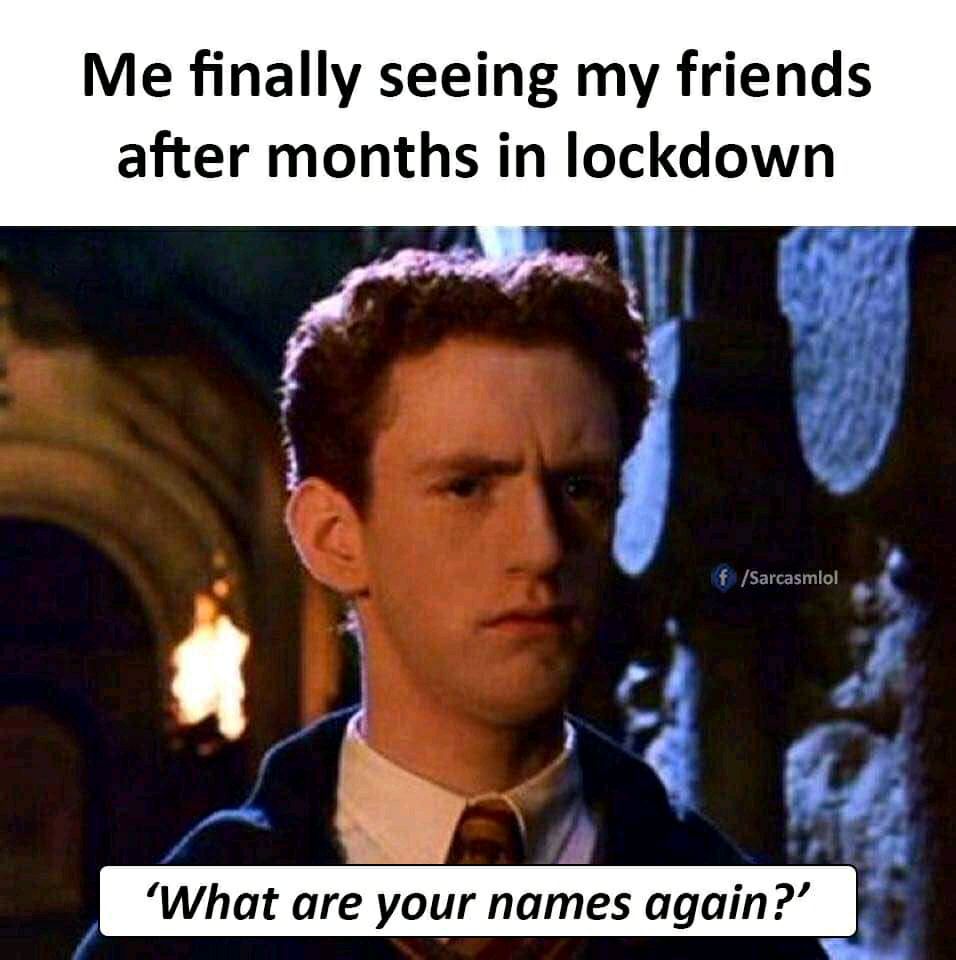 Me finally seeing my friends
after months in lockdown
f /Sarcasmlol
‘What are your names again?’